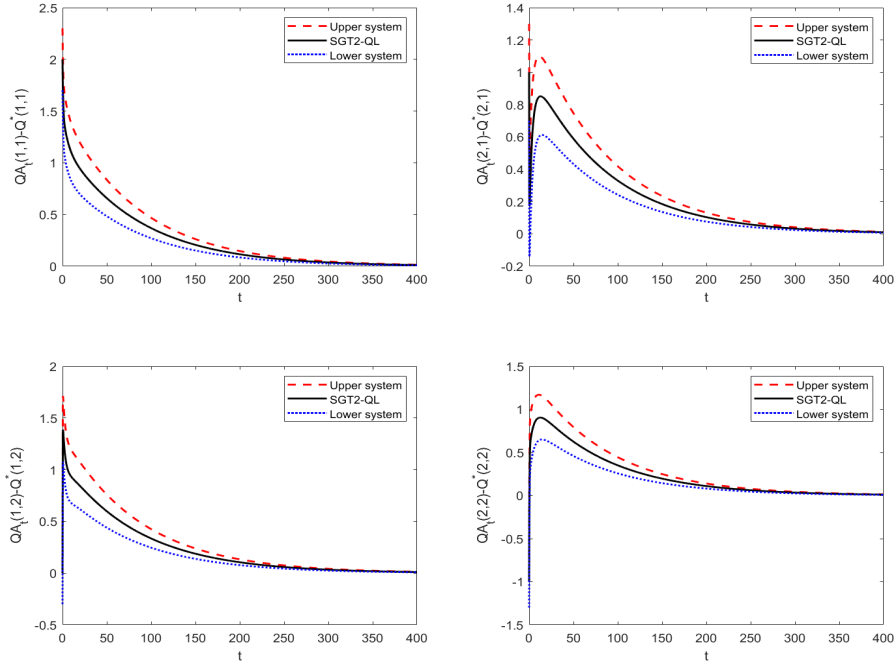 2.5
2
1.5
1
0.5
0
0 50 100 150 200 250 300 350 400
t
QA_t(1,1)-Q^*(1,1)
Upper system
SGT2-QL
Lower system
1.4
1.2
1
0.8
0.6
0.4
0.2
0
-0.2
0 50 100 150 200 250 300 350 400
t
QA_t(2,1)-Q^*(2,1)
Upper system
SGT2-QL
Lower system
2
1.5
1
0.5
0
-0.5
0 50 100 150 200 250 300 350 400
t
QA_t(1,2)-Q^*(1,2)
Upper system
SGT2-QL
Lower system
1.5
1
0.5
0
-0.5
-1
-1.5
0 50 100 150 200 250 300 350 400
t
QA_t(2,2)-Q^*(2,2)
Upper system
SGT2-QL
Lower system